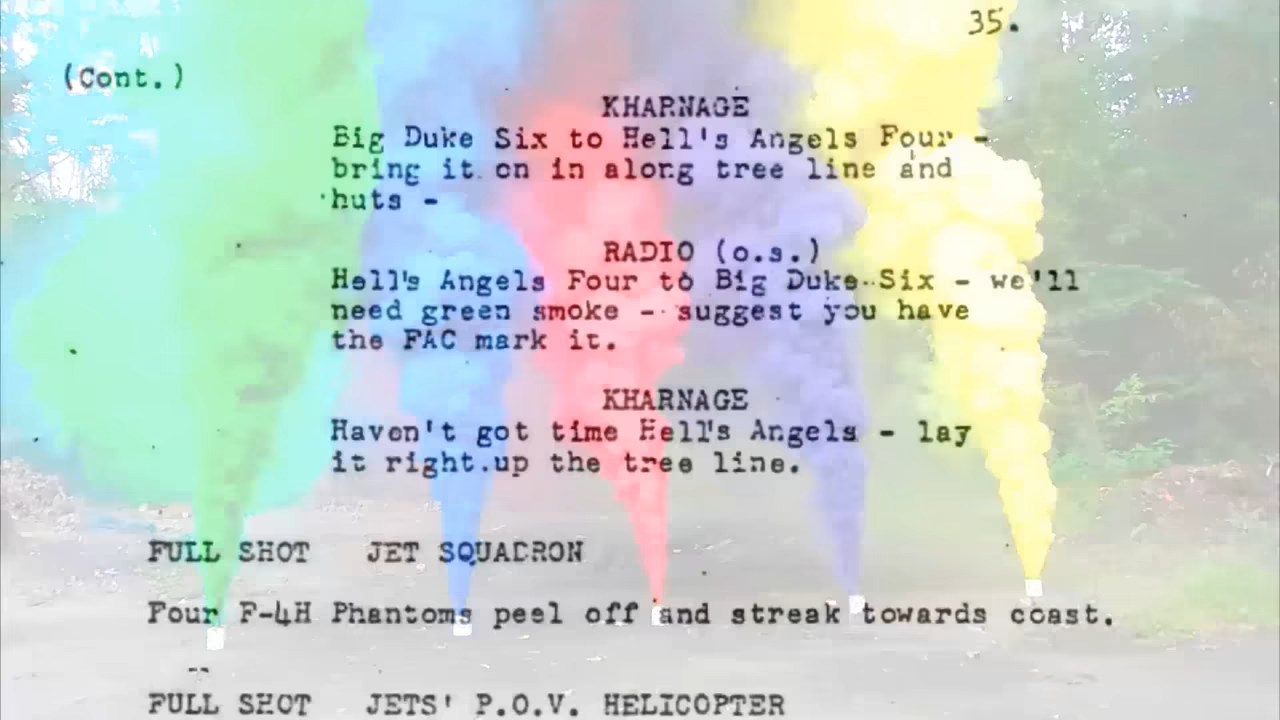 35.
(Cont.)
KHARNAGE
Big Duke Six to Hell's Angels Four -
bring it on in along tree line and
huts -
RADIO (o.s.)
Hell's Angels Four to Big Duke Six - we'll
need green smoke - suggest you have
the FAC mark it.
KHARNAGE
Haven't got time Hell's Angels - lay
it right up the tree line.
FULL SHOT JET SQUADRON
Four F-4H Phantoms peel off and streak towards coast.
FULL SHOT JETS' P.O.V. HELICOPTER